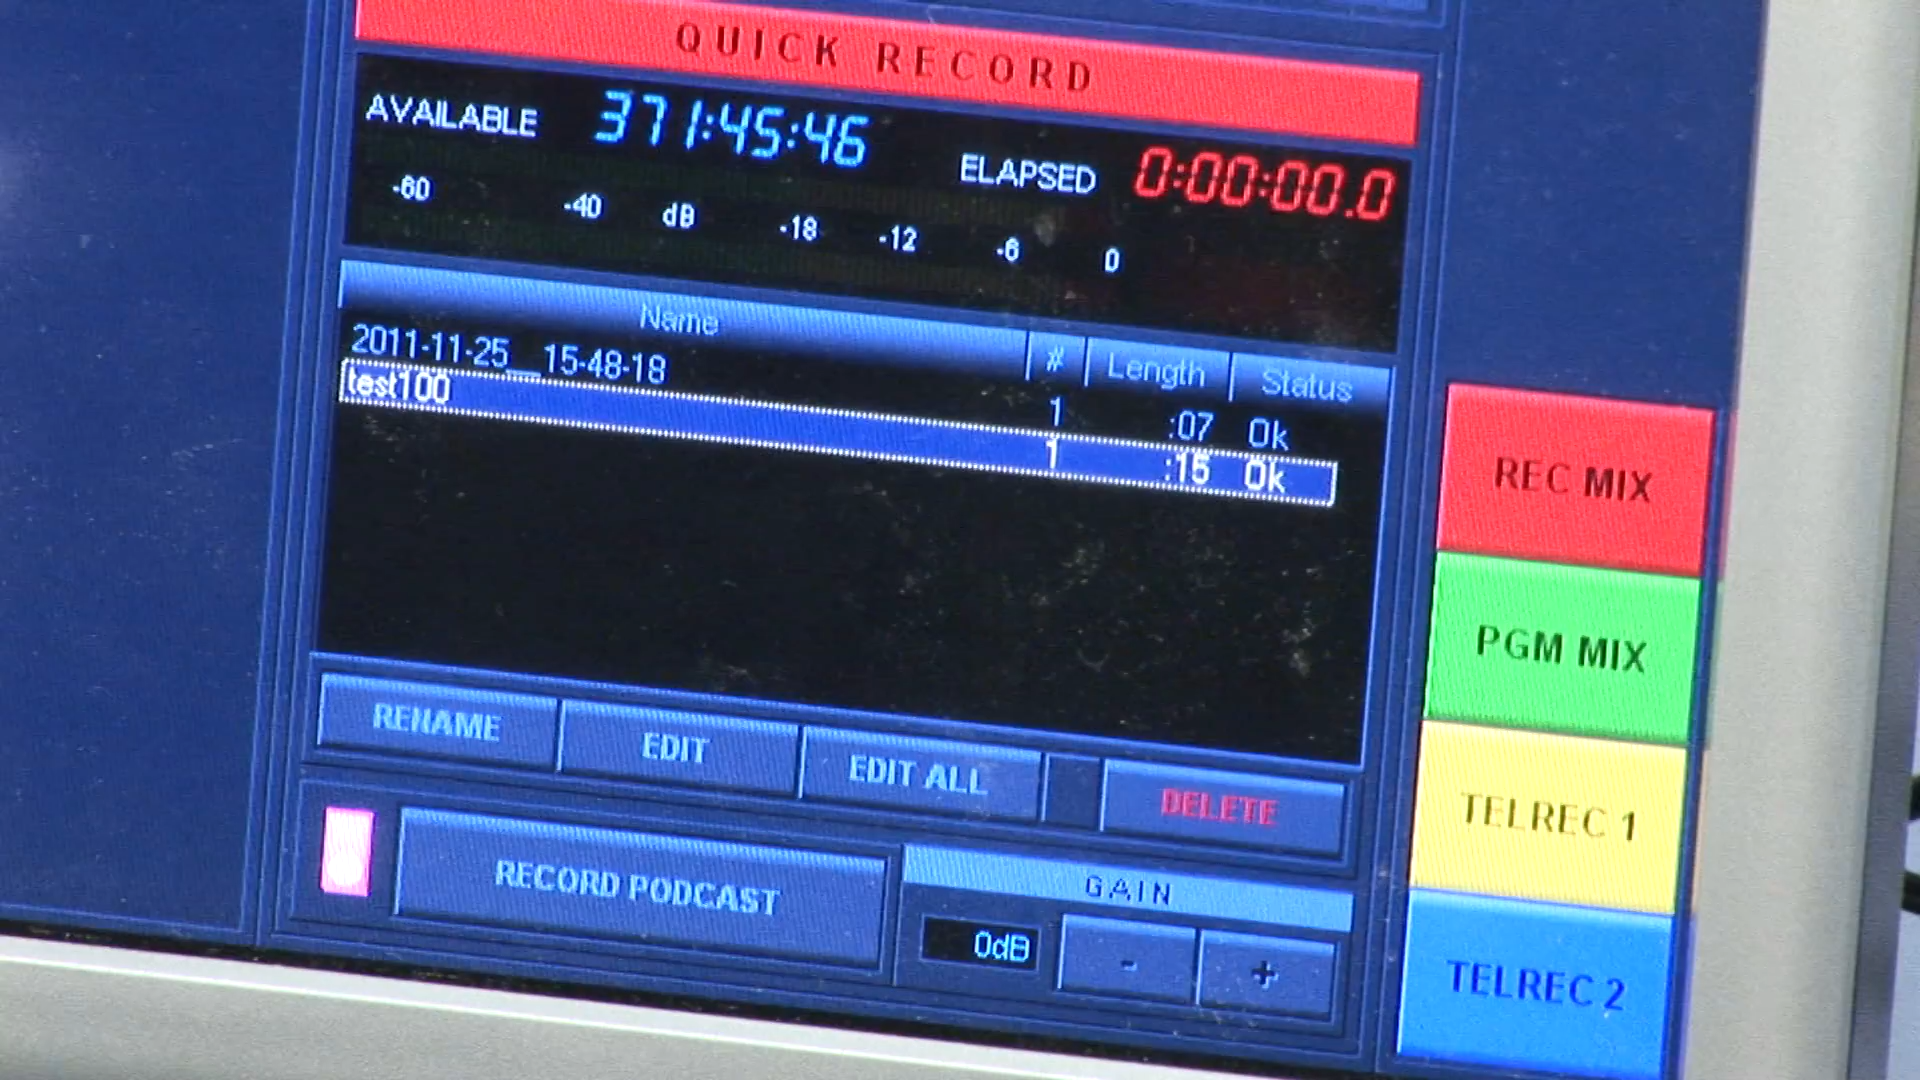 QUICK RECORD
AVAILABLE 371:45:46 ELAPSED 0:00:00.0
-60 -40 dB -18 -12 -6 0
Name # Length Status
2011-11-25__15-48-18 1 :07 Ok
test100 1 :15 Ok
RENAME EDIT EDIT ALL DELETE
RECORD PODCAST
GAIN
0dB - +
REC MIX
PGM MIX
TELREC 1
TELREC 2